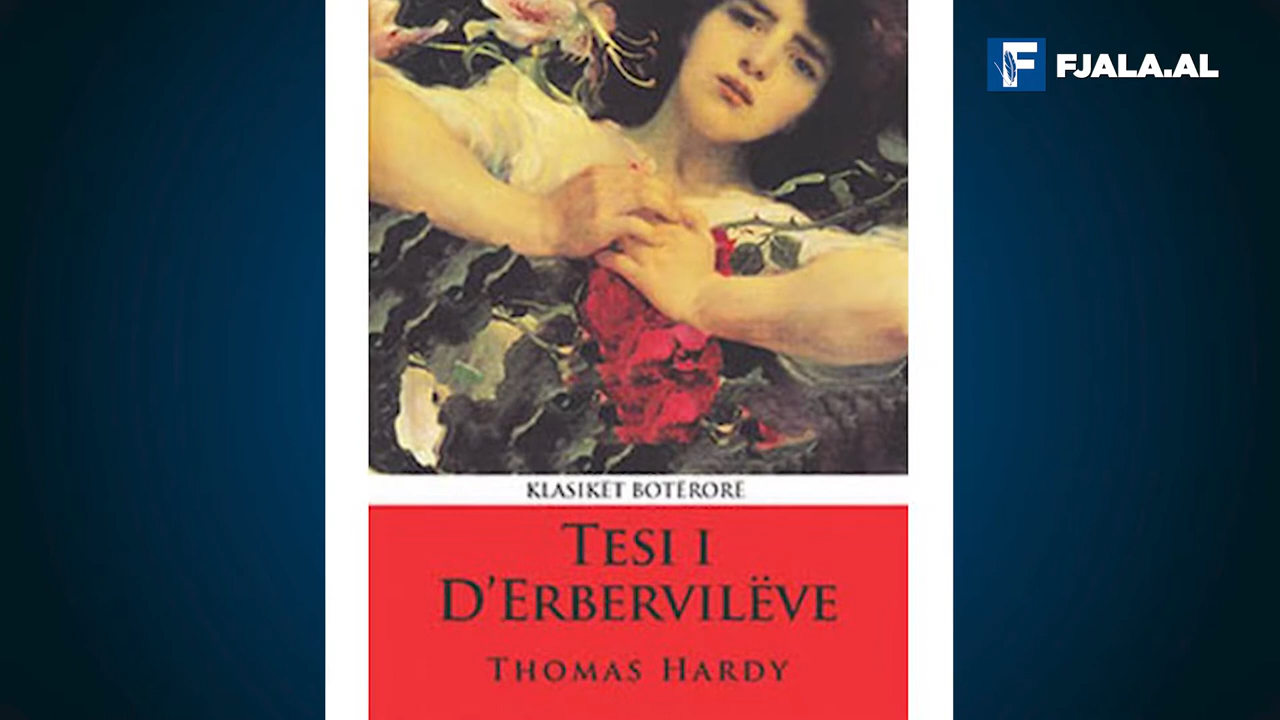 FJALA.AL
KLASIKËT BOTËRORË
TESI I
D'ERBERVILËVE
THOMAS HARDY